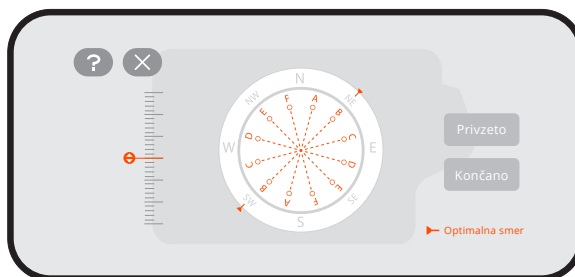 ?
N
NW
NE
F A
E B
D C
W E
C D
B E
A F
SW
SE
S
Privzeto
Končano
Optimalna smer